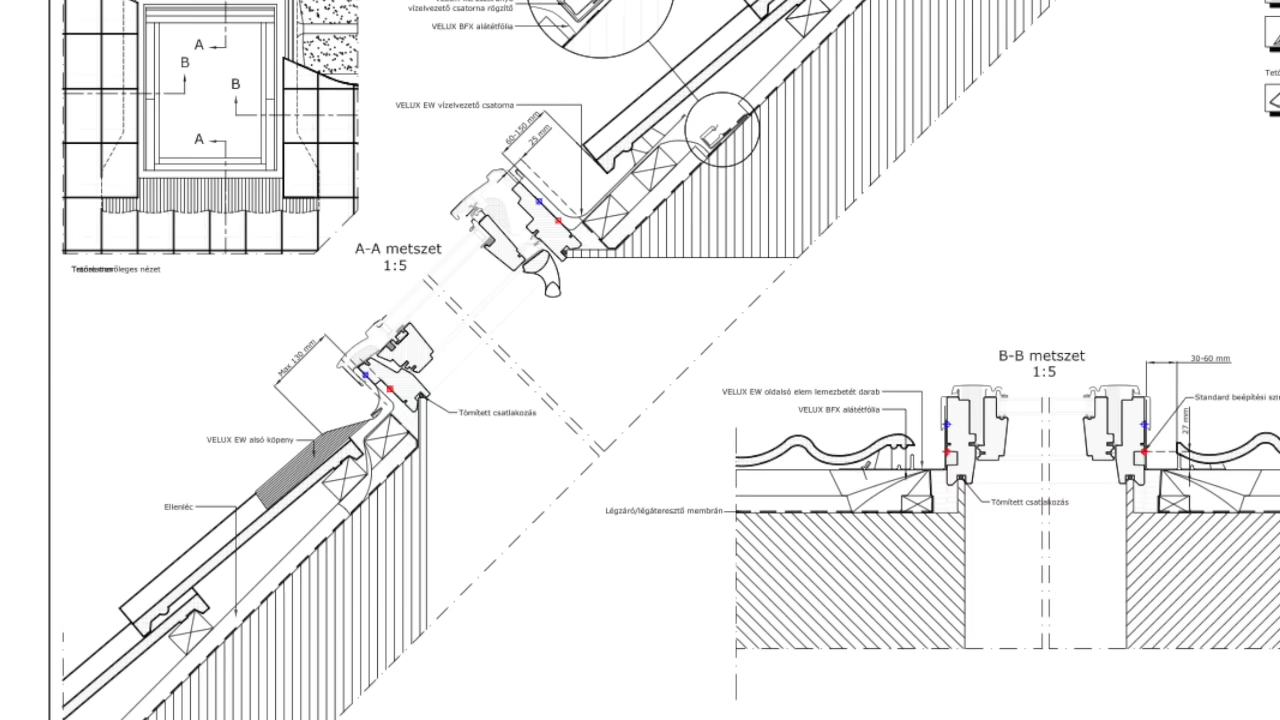 vízelvezető csatorna rögzítő
VELUX BFX alátétfólia
A
B
B
A
VELUX EW vízelvezető csatorna
60-150 mm
25 mm
A-A metszet
1:5
Max 130 mm
Tömített csatlakozás
VELUX EW alsó köpeny
Ellenléc
B-B metszet
1:5
30-60 mm
VELUX EW oldalsó elem lemezbetét darab
VELUX BFX alátétfólia
Standard beépítési
27 mm
Tömített csatlakozás
Légzáró/légáteresztő membrán